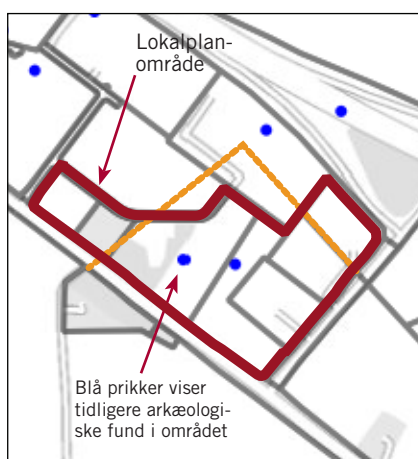 Lokalplan-
område
Blå prikker viser
tidligere arkæologi-
ske fund i området